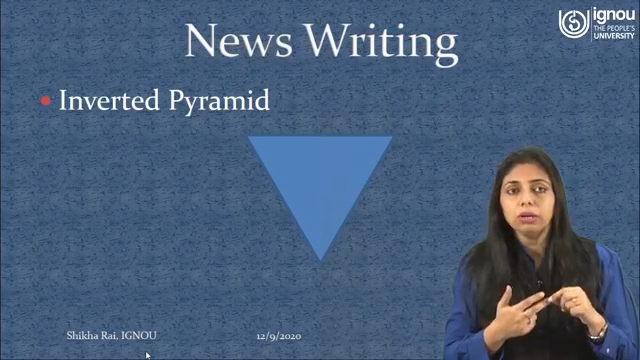 News Writing
ignou
THE PEOPLE'S
UNIVERSITY
• Inverted Pyramid
Shikha Rai, IGNOU
12/9/2020